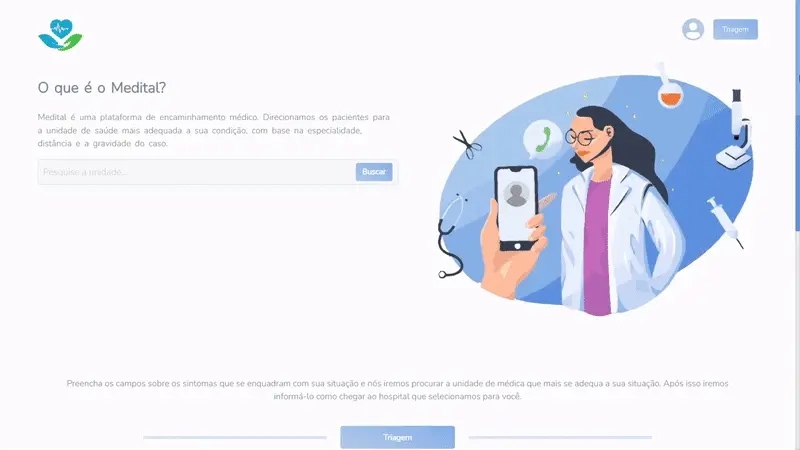 Triagem
O que é o Medital?
Medital é uma plataforma de encaminhamento médico. Direcionamos os pacientes para
a unidade de saúde mais adequada a sua condição, com base na especialidade,
distância e a gravidade do caso.
Pesquise a unidade...
Buscar
Preencha os campos sobre os sintomas que se enquadram com sua situação e nós iremos procurar a unidade de médica que mais se adequa a sua situação. Após isso iremos
informá-lo como chegar ao hospital que selecionamos para você.
Triagem